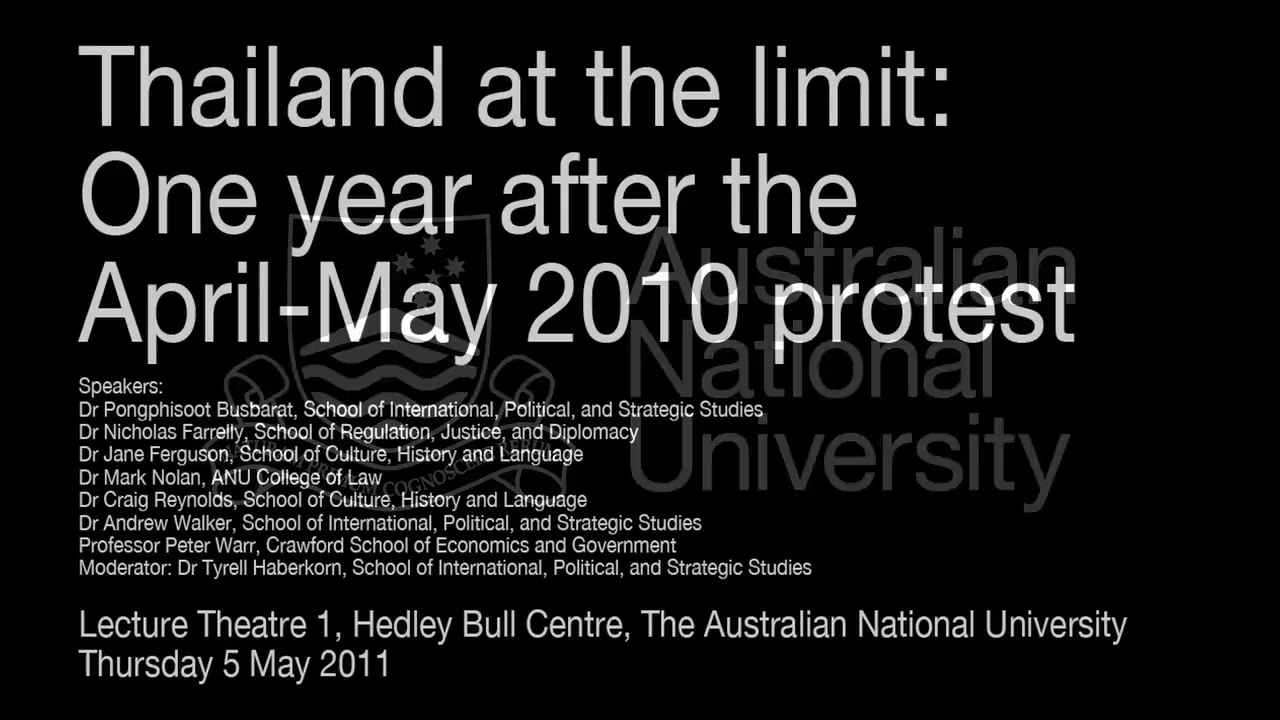 Thailand at the limit:
One year after the
April-May 2010 protest
Speakers:
Dr Pongphisoot Busbarat, School of International, Political, and Strategic Studies
Dr Nicholas Farrelly, School of Regulation, Justice, and Diplomacy
Dr Jane Ferguson, School of Culture, History and Language
Dr Mark Nolan, ANU College of Law
Dr Craig Reynolds, School of Culture, History and Language
Dr Andrew Walker, School of International, Political, and Strategic Studies
Professor Peter Warr, Crawford School of Economics and Government
Moderator: Dr Tyrell Haberkorn, School of International, Political, and Strategic Studies
Lecture Theatre 1, Hedley Bull Centre, The Australian National University
Thursday 5 May 2011
Australian
National
University
NATURAM PRIMUM COGNOSCERE RERUM